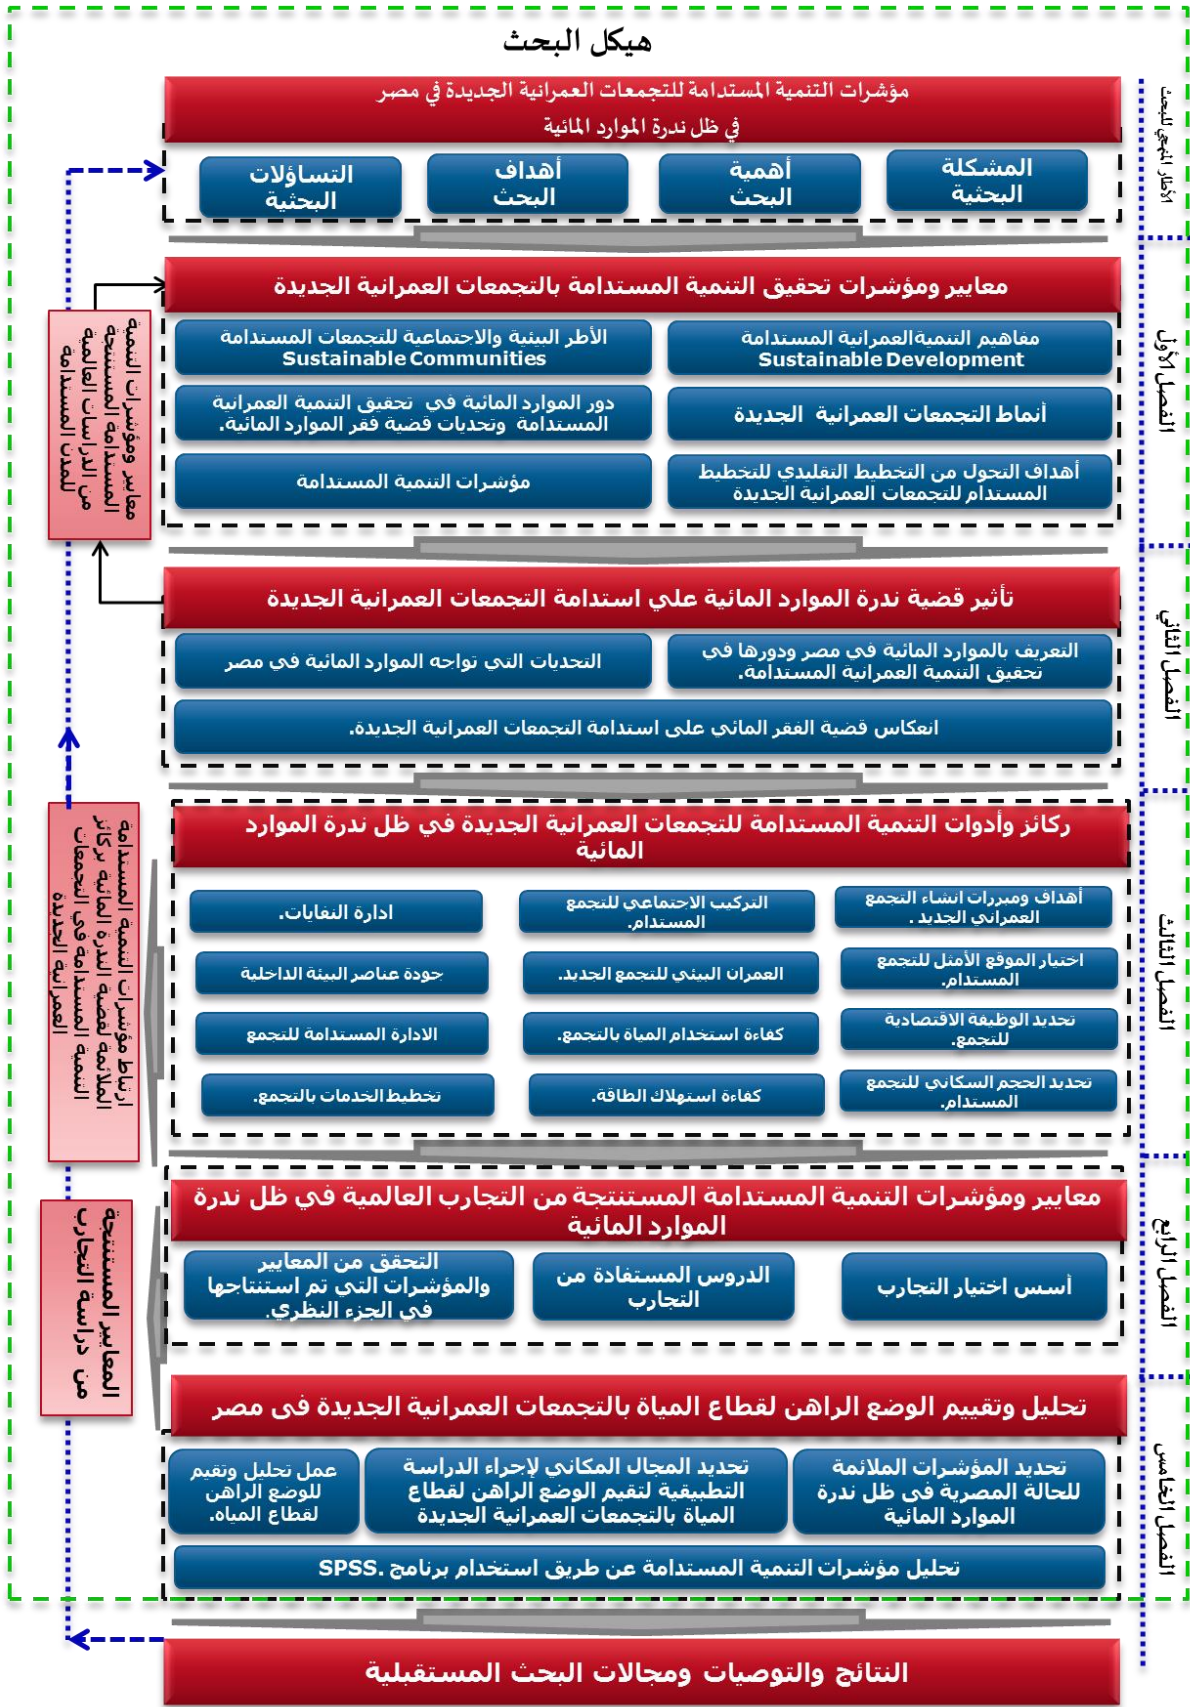 هيكل البحث
الأطار المنهجي للبحث
مؤشرات التنمية المستدامة للتجمعات العمرانية الجديدة في مصر
في ظل ندرة الموارد المائية
المشكلة
البحثية
أهمية
البحث
أهداف
البحث
التساؤلات
البحثية
الفصل الأول
معايير ومؤشرات تحقيق التنمية المستدامة بالتجمعات العمرانية الجديدة
مفاهيم التنميةالعمرانية المستدامة
Sustainable Development
الأطر البيئية والاجتماعية للتجمعات المستدامة
Sustainable Communities
أنماط التجمعات العمرانية الجديدة
دور الموارد المائية في تحقيق التنمية العمرانية
المستدامة وتحديات قضية فقر الموارد المائية.
أهداف التحول من التخطيط التقليدي للتخطيط
المستدام للتجمعات العمرانية الجديدة
مؤشرات التنمية المستدامة
معايير ومؤشرات التنمية
المستدامة المستنتجة
من الدراسات العالمية
للمدن المستدامة
الفصل الثاني
تأثير قضية ندرة الموارد المائية علي استدامة التجمعات العمرانية الجديدة
التعريف بالموارد المائية في مصر ودورها في
تحقيق التنمية العمرانية المستدامة.
التحديات التي تواجه الموارد المائية في مصر
انعكاس قضية الفقر المائي على استدامة التجمعات العمرانية الجديدة.
الفصل الثالث
ركائز وأدوات التنمية المستدامة للتجمعات العمرانية الجديدة في ظل ندرة الموارد
المائية
أهداف ومبررات انشاء التجمع
العمراني الجديد .
التركيب الاجتماعي للتجمع
المستدام.
ادارة النفايات.
اختيار الموقع الأمثل للتجمع
المستدام.
العمران البيئي للتجمع الجديد.
جودة عناصر البيئة الداخلية
تحديد الوظيفة الاقتصادية
للتجمع.
كفاءة استخدام المياة بالتجمع.
الادارة المستدامة للتجمع
تحديد الحجم السكاني للتجمع
المستدام.
كفاءة استهلاك الطاقة.
تخطيط الخدمات بالتجمع.
ارتباط مؤشرات التنمية المستدامة
الملائمة لقضية الندرة المائية بركائز
التنمية المستدامة في التجمعات
العمرانية الجديدة
الفصل الرابع
معايير ومؤشرات التنمية المستدامة المستنتجة من التجارب العالمية في ظل ندرة
الموارد المائية
أسس اختيار التجارب
الدروس المستفادة من
التجارب
التحقق من المعايير
والمؤشرات التي تم استنتاجها
في الجزء النظري.
المعايير المستنتجة
من دراسة التجارب
الفصل الخامس
تحليل وتقييم الوضع الراهن لقطاع المياة بالتجمعات العمرانية الجديدة فى مصر
تحديد المؤشرات الملائمة
للحالة المصرية فى ظل ندرة
الموارد المائية
تحديد المجال المكاني لإجراء الدراسة
التطبيقية لتقيم الوضع الراهن لقطاع
المياة بالتجمعات العمرانية الجديدة
عمل تحليل وتقيم
للوضع الراهن
لقطاع المياه.
تحليل مؤشرات التنمية المستدامة عن طريق استخدام برنامج .SPSS
النتائج والتوصيات ومجالات البحث المستقبلية